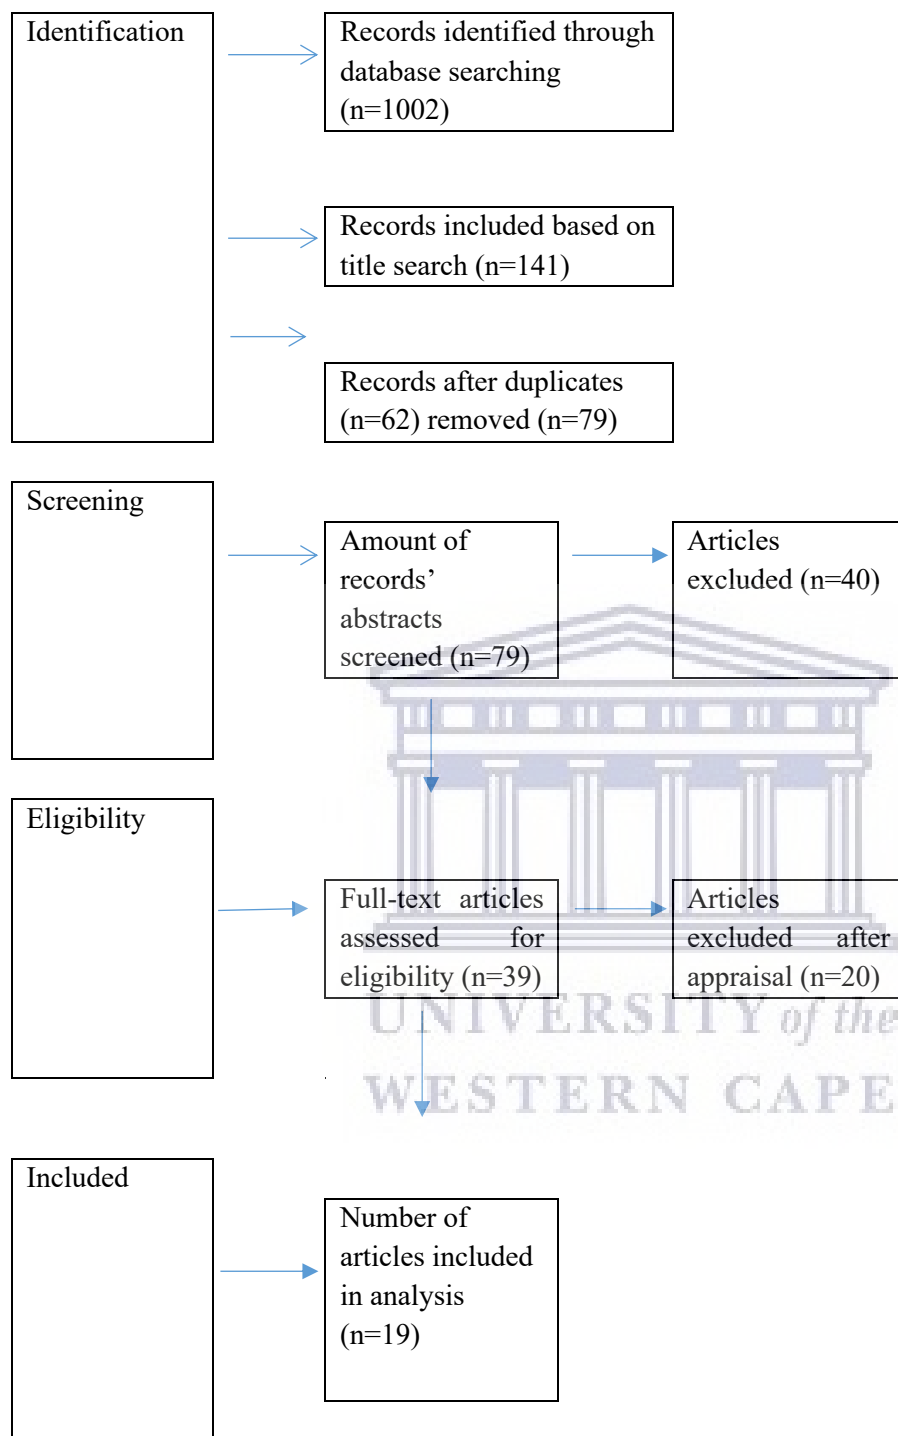 Identification
Records identified through
database searching
(n=1002)
Records included based on
title search (n=141)
Records after duplicates
(n=62) removed (n=79)
Screening
Amount of
records’
abstracts
screened (n=79)
Articles
excluded (n=40)
Eligibility
Full-text articles
assessed for
eligibility (n=39)
Articles
excluded after
appraisal (n=20)
UNIVERSITY of the
WESTERN CAPE
Included
Number of
articles included
in analysis
(n=19)